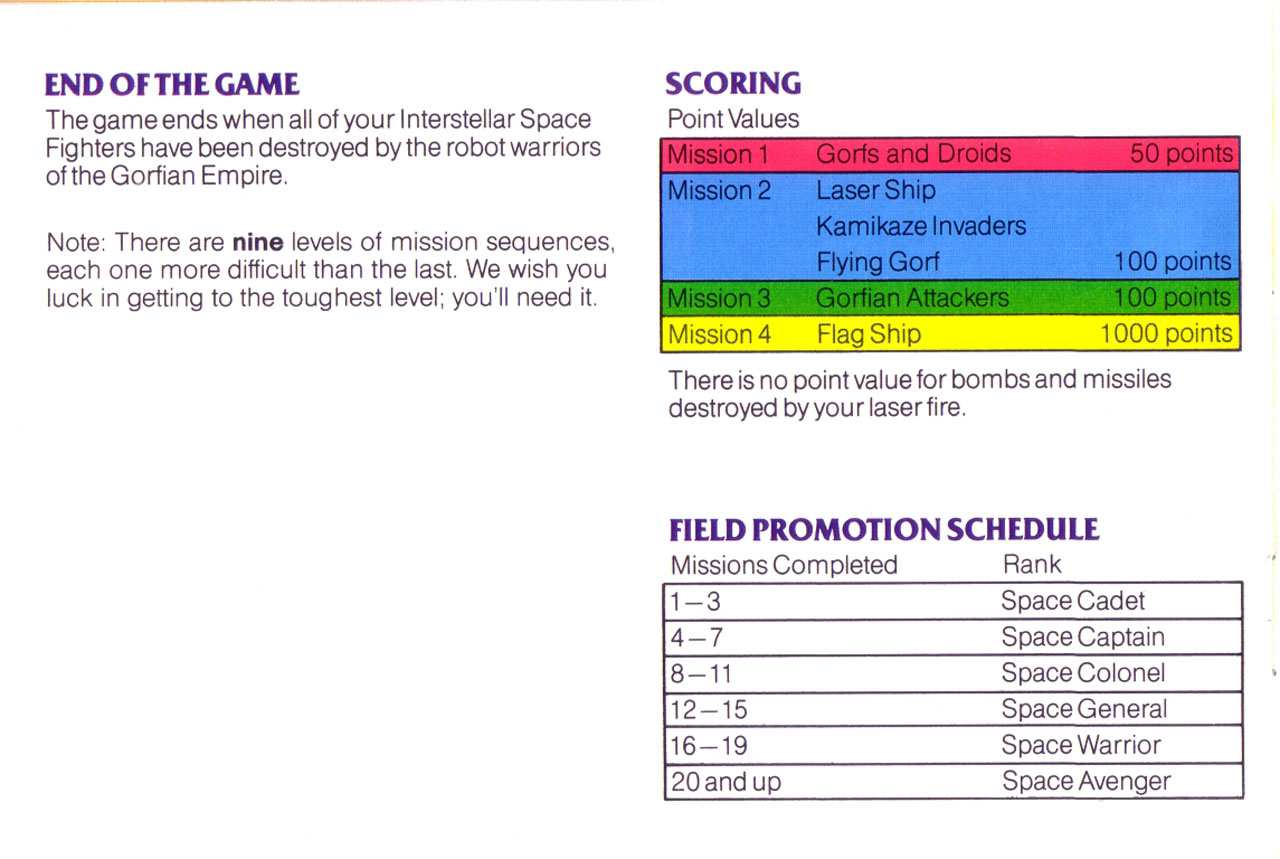 END OF THE GAME
The game ends when all of your Interstellar Space
Fighters have been destroyed by the robot warriors
of the Gorfian Empire.
Note: There are nine levels of mission sequences,
each one more difficult than the last. We wish you
luck in getting to the toughest level; you'll need it.
SCORING
Point Values
Mission 1 Gorfs and Droids 50 points
Mission 2 Laser Ship
Kamikaze Invaders
Flying Gorf 100 points
Mission 3 Gorfian Attackers 100 points
Mission 4 Flag Ship 1000 points
There is no point value for bombs and missiles
destroyed by your laser fire.
FIELD PROMOTION SCHEDULE
Missions Completed Rank
1—3 Space Cadet
4—7 Space Captain
8—11 Space Colonel
12—15 Space General
16—19 Space Warrior
20 and up Space Avenger